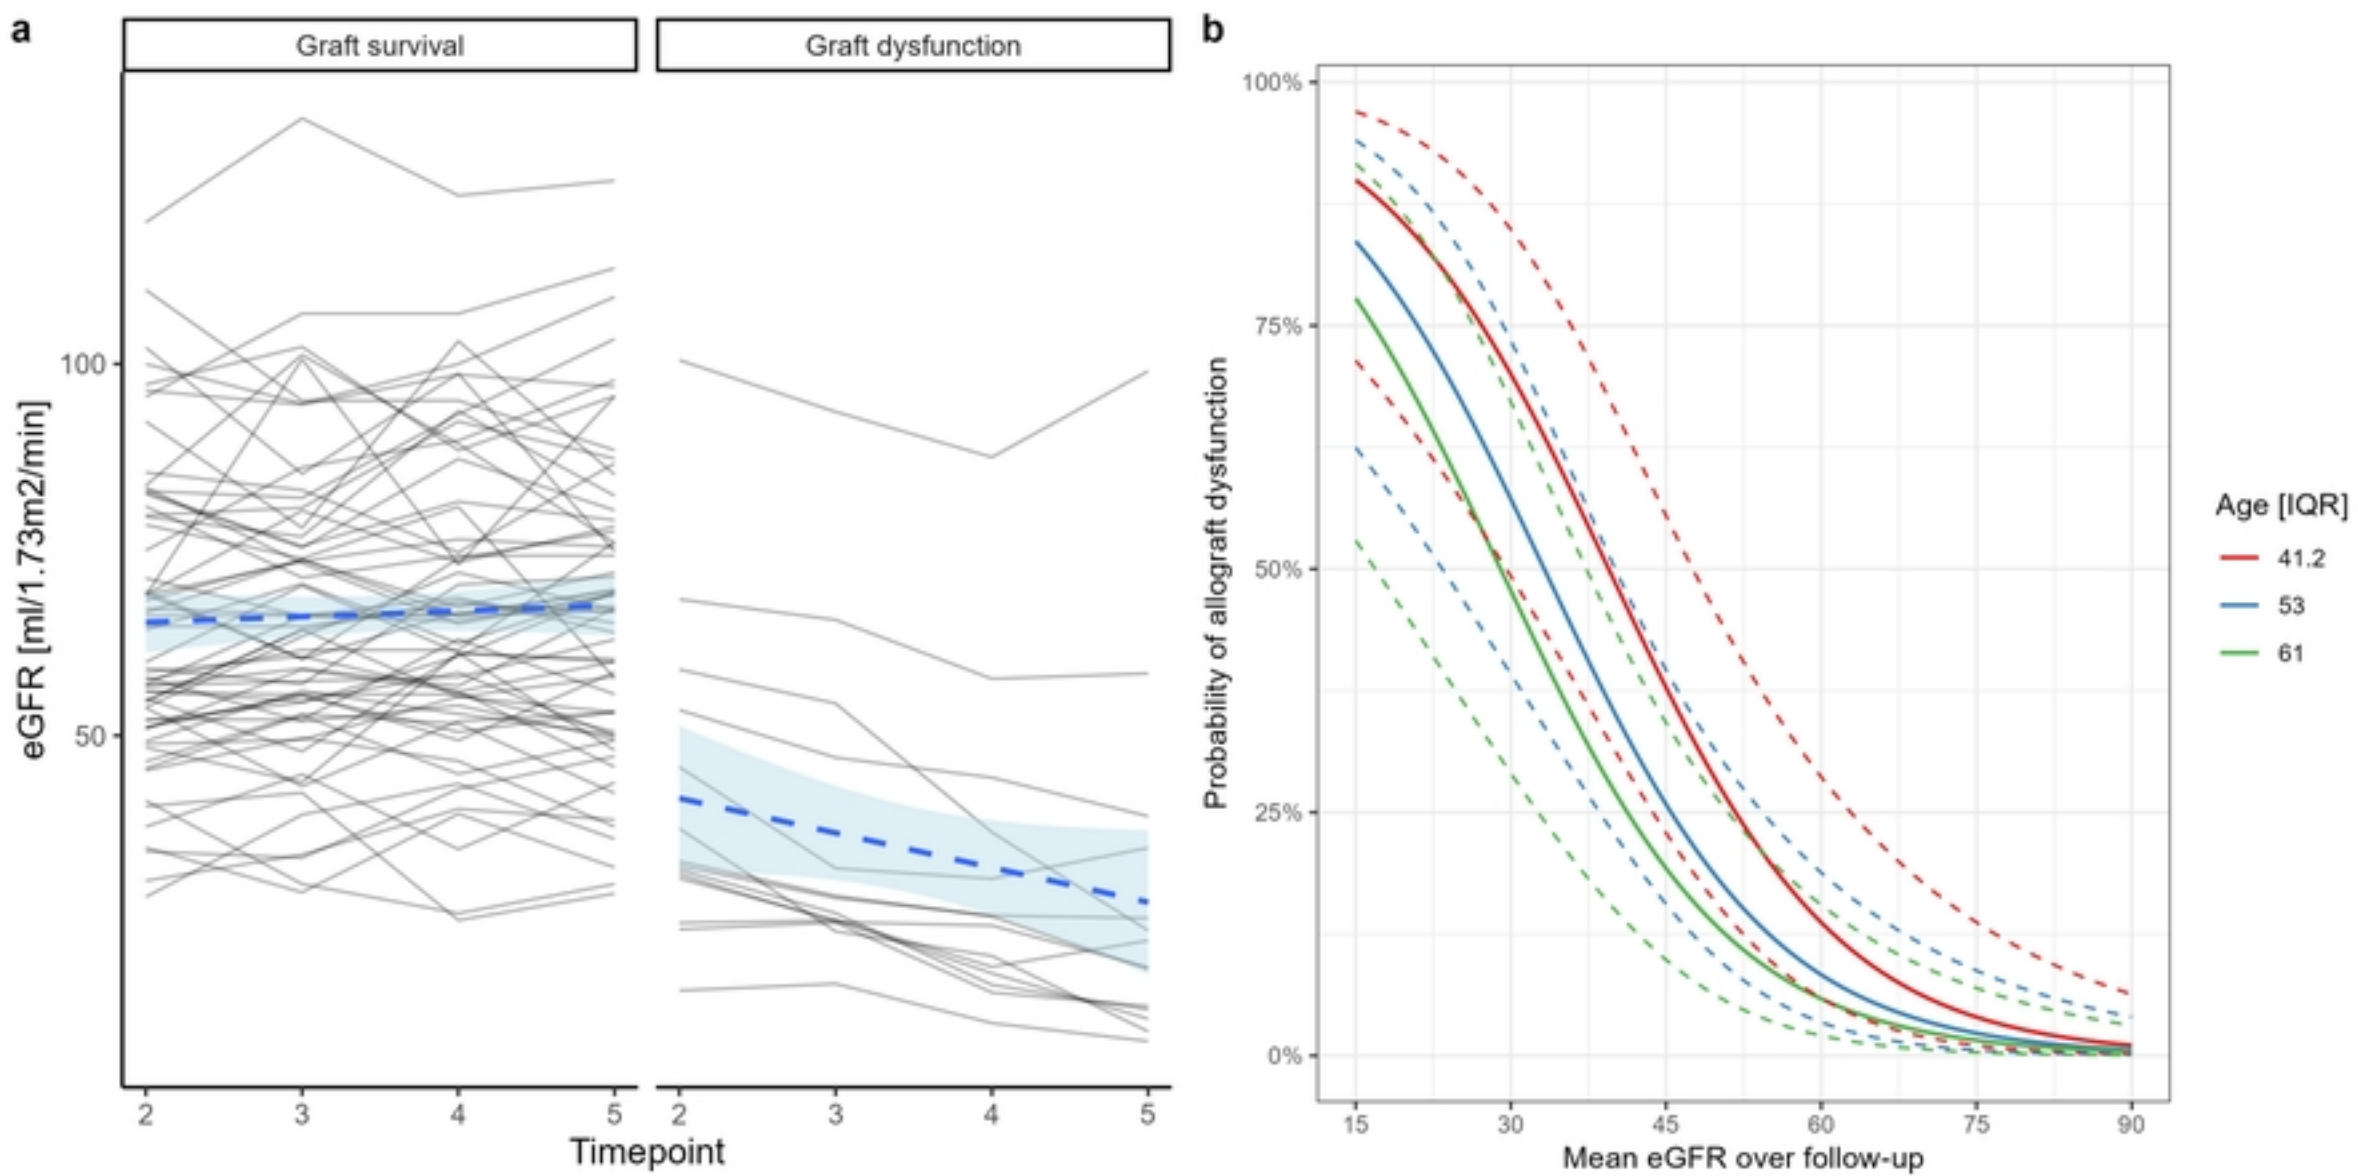 a
Graft survival
Graft dysfunction
eGFR [ml/1.73m2/min]
100
50
2 3 4 5
2 3 4 5
Timepoint
b
Probability of allograft dysfunction
100%
75%
50%
25%
0%
15 30 45 60 75 90
Mean eGFR over follow-up
Age [IQR]
41.2
53
61